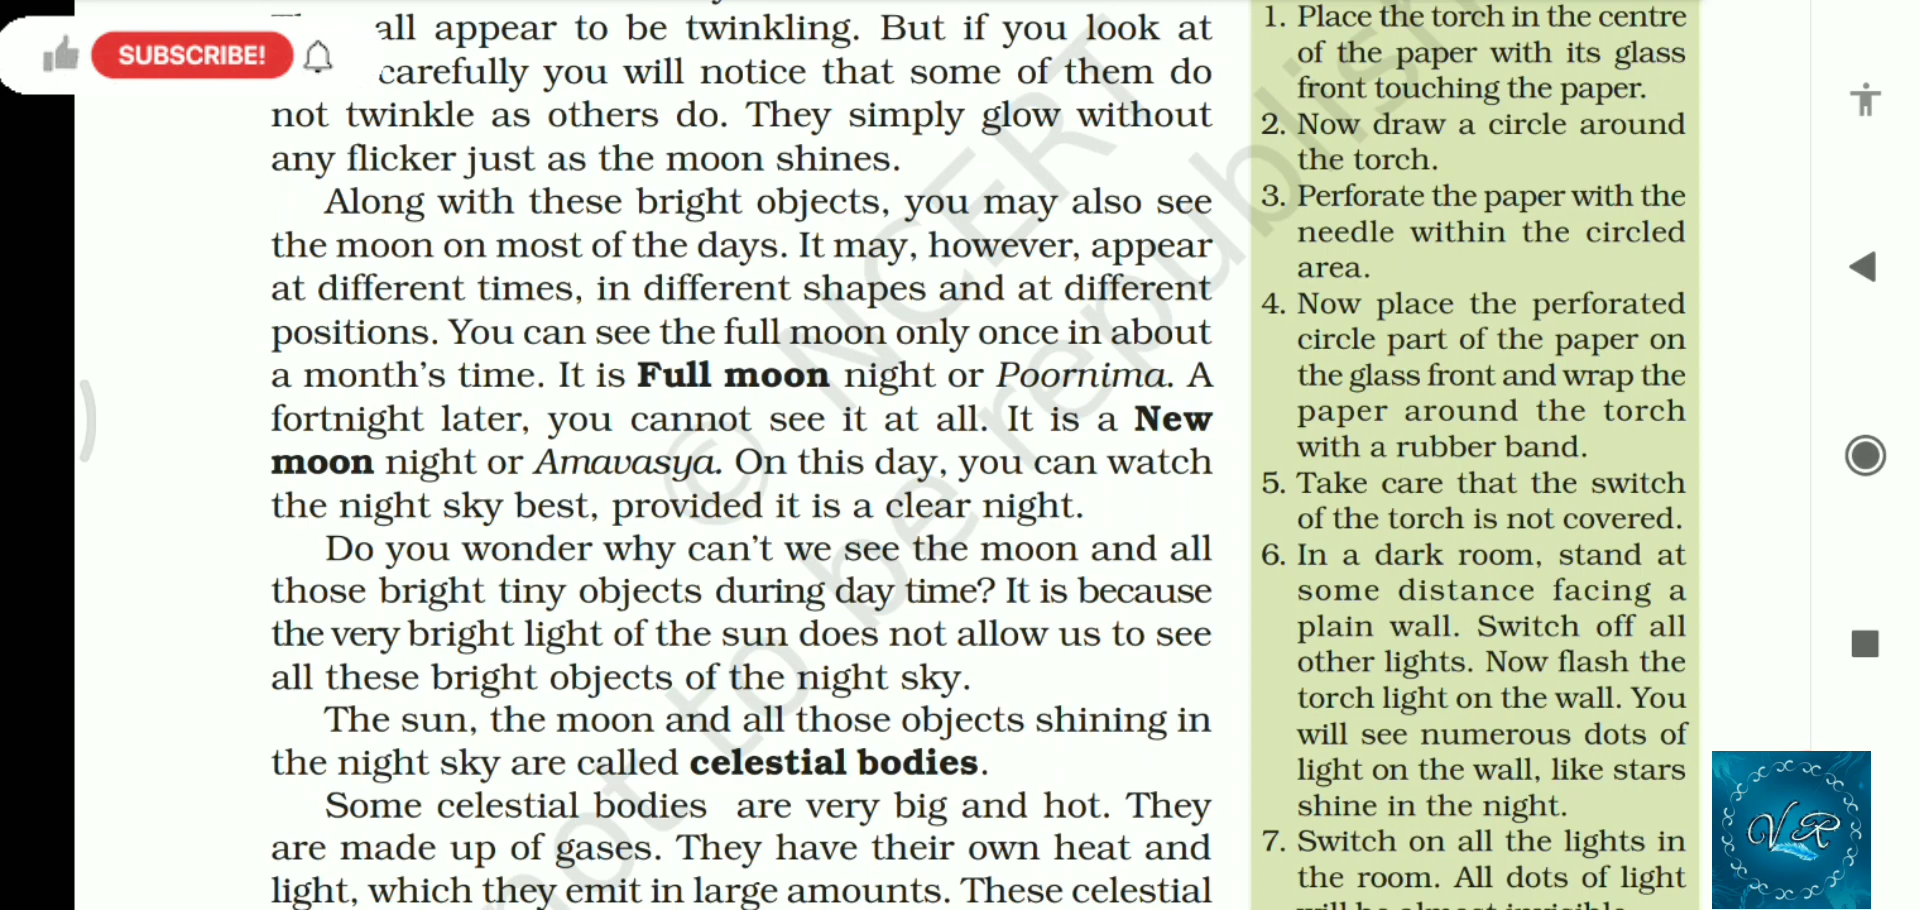 SUBSCRIBE!
all appear to be twinkling. But if you look at
carefully you will notice that some of them do
not twinkle as others do. They simply glow without
any flicker just as the moon shines.
Along with these bright objects, you may also see
the moon on most of the days. It may, however, appear
at different times, in different shapes and at different
positions. You can see the full moon only once in about
a month’s time. It is Full moon night or Poornima. A
fortnight later, you cannot see it at all. It is a New
moon night or Amavasya. On this day, you can watch
the night sky best, provided it is a clear night.
Do you wonder why can’t we see the moon and all
those bright tiny objects during day time? It is because
the very bright light of the sun does not allow us to see
all these bright objects of the night sky.
The sun, the moon and all those objects shining in
the night sky are called celestial bodies.
Some celestial bodies are very big and hot. They
are made up of gases. They have their own heat and
light, which they emit in large amounts. These celestial
1. Place the torch in the centre
of the paper with its glass
front touching the paper.
2. Now draw a circle around
the torch.
3. Perforate the paper with the
needle within the circled
area.
4. Now place the perforated
circle part of the paper on
the glass front and wrap the
paper around the torch
with a rubber band.
5. Take care that the switch
of the torch is not covered.
6. In a dark room, stand at
some distance facing a
plain wall. Switch off all
other lights. Now flash the
torch light on the wall. You
will see numerous dots of
light on the wall, like stars
shine in the night.
7. Switch on all the lights in
the room. All dots of light
will be almost invisible
© NCERT
not to be republish
VR